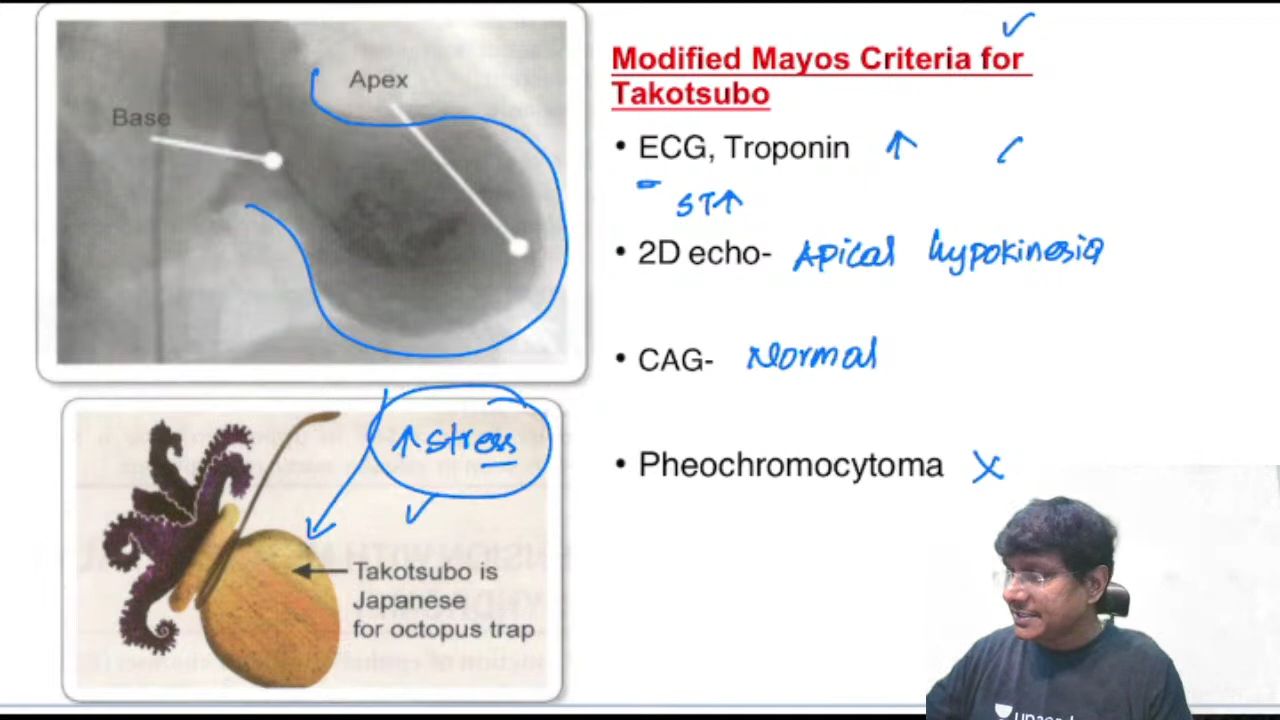 Apex
Base
Modified Mayos Criteria for
Takotsubo
• ECG, Troponin ↑
ST↑
• 2D echo- Apical hypokinesia
• CAG- Normal
• Pheochromocytoma X
↑ stress
Takotsubo is
Japanese
for octopus trap